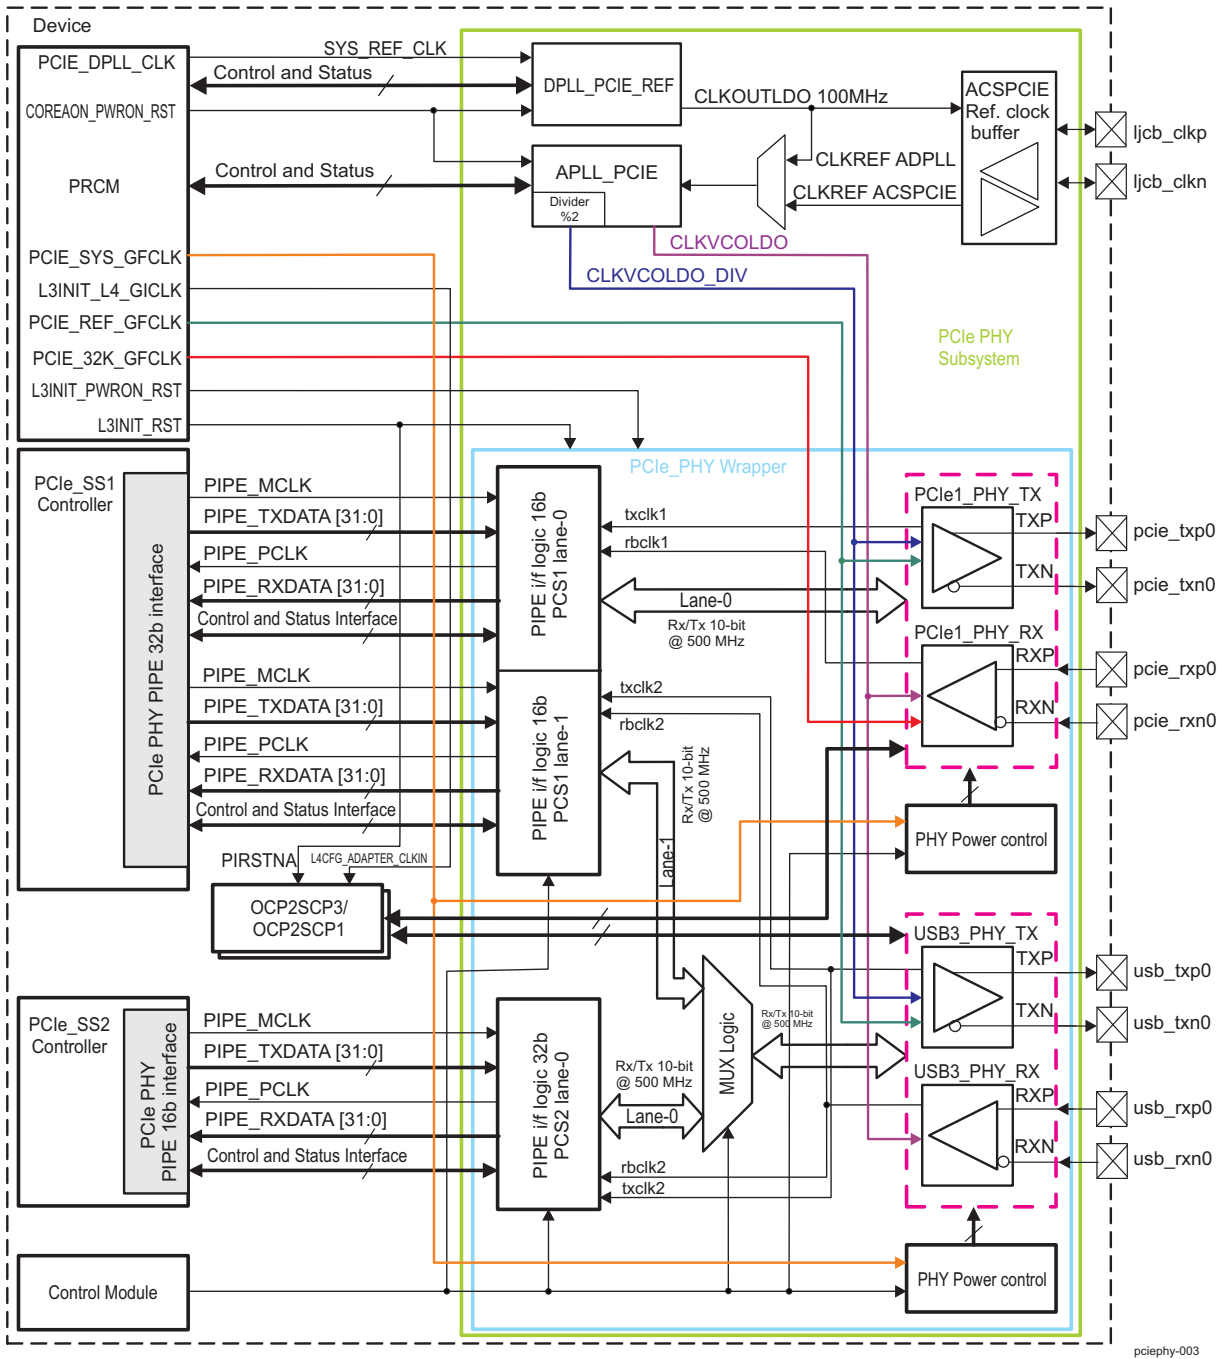 Device
PCIE_DPLL_CLK
COREAON_PWRON_RST
PRCM
PCIE_SYS_GFCLK
L3INIT_L4_GICLK
PCIE_REF_GFCLK
PCIE_32K_GFCLK
L3INIT_PWRON_RST
L3INIT_RST
SYS_REF_CLK
Control and Status
Control and Status
DPLL_PCIE_REF
CLKOUTLDO 100MHz
APLL_PCIE
Divider
%2
CLKREF ADPLL
CLKREF ACSPCIE
ACSPCIE
Ref. clock
buffer
ljcb_clkp
ljcb_clkn
CLKVCOLDO
CLKVCOLDO_DIV
PCIe PHY
Subsystem
PCIe_PHY Wrapper
PCIe_SS1
Controller
PCIe PHY PIPE 32b interface
PIPE_MCLK
PIPE_TXDATA [31:0]
PIPE_PCLK
PIPE_RXDATA [31:0]
Control and Status Interface
PIPE_MCLK
PIPE_TXDATA [31:0]
PIPE_PCLK
PIPE_RXDATA [31:0]
Control and Status Interface
PIPE i/f logic 16b
PCS1 lane-0
PIPE i/f logic 16b
PCS1 lane-1
txclk1
rbclk1
Lane-0
Rx/Tx 10-bit
@ 500 MHz
txclk2
rbclk2
Rx/Tx 10-bit
@ 500 MHz
Lane-1
PCIe1_PHY_TX
TXP
TXN
PCIe1_PHY_RX
RXP
RXN
pcie_txp0
pcie_txn0
pcie_rxp0
pcie_rxn0
PHY Power control
PIRSTNA
L4CFG_ADAPTER_CLKIN
OCP2SCP3/
OCP2SCP1
USB3_PHY_TX
TXP
TXN
USB3_PHY_RX
RXP
RXN
usb_txp0
usb_txn0
usb_rxp0
usb_rxn0
PCIe_SS2
Controller
PCIe PHY
PIPE 16b interface
PIPE_MCLK
PIPE_TXDATA [31:0]
PIPE_PCLK
PIPE_RXDATA [31:0]
Control and Status Interface
PIPE i/f logic 32b
PCS2 lane-0
Rx/Tx 10-bit
@ 500 MHz
Lane-0
MUX Logic
Rx/Tx 10-bit
@ 500 MHz
rbclk2
txclk2
Control Module
PHY Power control
pciephy-003